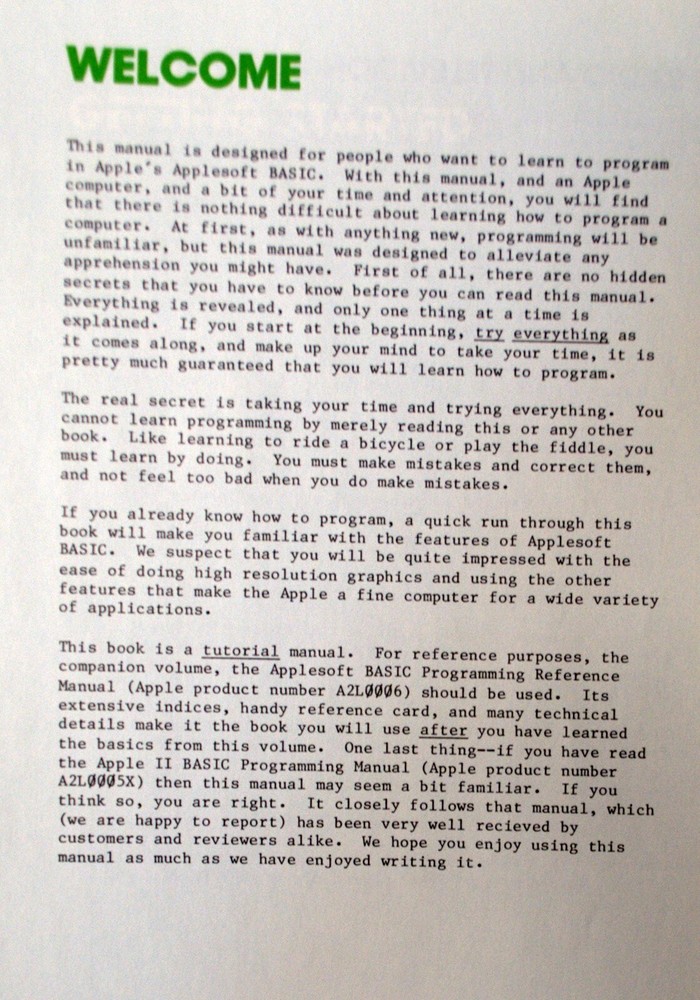 WELCOME
This manual is designed for people who want to learn to program
in Apple's Applesoft BASIC.  With this manual, and an Apple
computer, and a bit of your time and attention, you will find
that there is nothing difficult about learning how to program a
computer.  At first, as with anything new, programming will be
unfamiliar, but this manual was designed to alleviate any
apprehension you might have.  First of all, there are no hidden
secrets that you have to know before you can read this manual.
Everything is revealed, and only one thing at a time is
explained.  If you start at the beginning, try everything as
it comes along, and make up your mind to take your time, it is
pretty much guaranteed that you will learn how to program.
The real secret is taking your time and trying everything.  You
cannot learn programming by merely reading this or any other
book.  Like learning to ride a bicycle or play the fiddle, you
must learn by doing.  You must make mistakes and correct them,
and not feel too bad when you do make mistakes.
If you already know how to program, a quick run through this
book will make you familiar with the features of Applesoft
BASIC.  We suspect that you will be quite impressed with the
ease of doing high resolution graphics and using the other
features that make the Apple a fine computer for a wide variety
of applications.
This book is a tutorial manual.  For reference purposes, the
companion volume, the Applesoft BASIC Programming Reference
Manual (Apple product number A2LØØØ6) should be used.  Its
extensive indices, handy reference card, and many technical
details make it the book you will use after you have learned
the basics from this volume.  One last thing--if you have read
the Apple II BASIC Programming Manual (Apple product number
A2LØØØ5X) then this manual may seem a bit familiar.  If you
think so, you are right.  It closely follows that manual, which
(we are happy to report) has been very well recieved by
customers and reviewers alike.  We hope you enjoy using this
manual as much as we have enjoyed writing it.